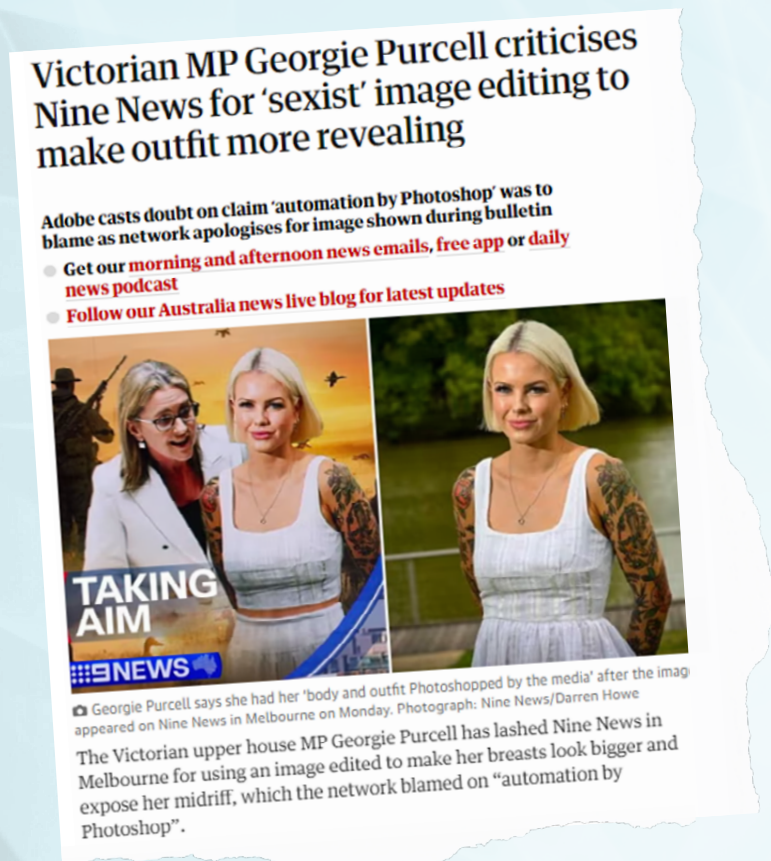 Victorian MP Georgie Purcell criticises
Nine News for ‘sexist’ image editing to
make outfit more revealing
Adobe casts doubt on claim ‘automation by Photoshop’ was to
blame as network apologises for image shown during bulletin
Get our morning and afternoon news emails, free app or daily
news podcast
Follow our Australia news live blog for latest updates
TAKING
AIM
9NEWS
Georgie Purcell says she had her ‘body and outfit Photoshopped by the media’ after the imag
appeared on Nine News in Melbourne on Monday. Photograph: Nine News/Darren Howe
The Victorian upper house MP Georgie Purcell has lashed Nine News in
Melbourne for using an image edited to make her breasts look bigger and
expose her midriff, which the network blamed on “automation by
Photoshop”.